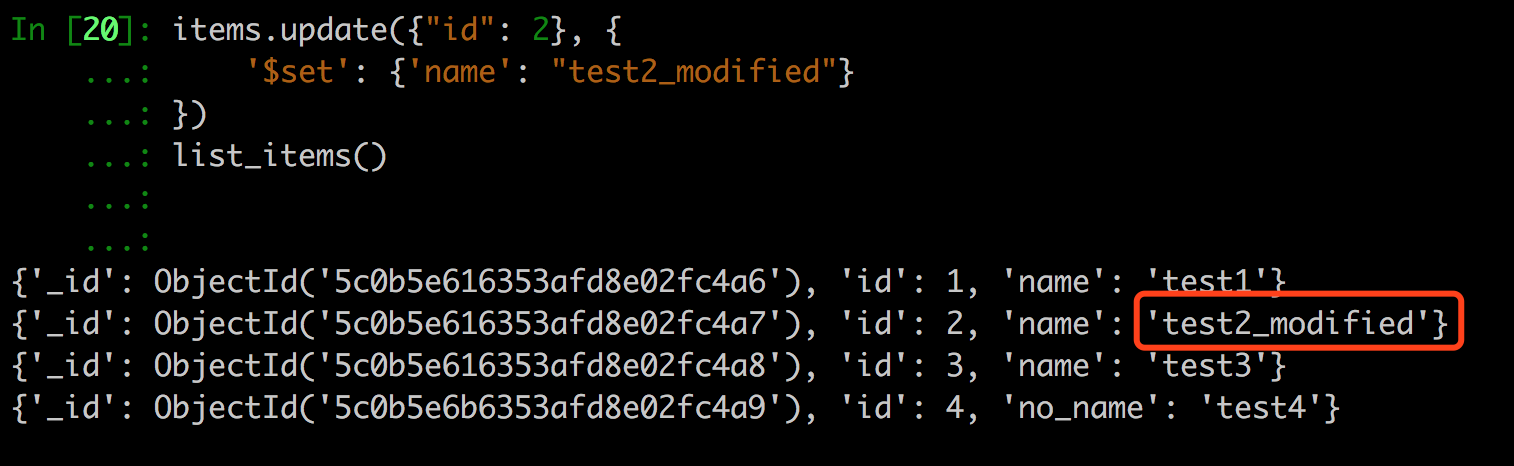 In [20]: items.update({"id": 2}, {
    ...:     '$set': {'name': "test2_modified"}
    ...: })
    ...: list_items()
    ...:
    ...:
{'_id': ObjectId('5c0b5e616353afd8e02fc4a6'), 'id': 1, 'name': 'test1'}
{'_id': ObjectId('5c0b5e616353afd8e02fc4a7'), 'id': 2, 'name': 'test2_modified'}
{'_id': ObjectId('5c0b5e616353afd8e02fc4a8'), 'id': 3, 'name': 'test3'}
{'_id': ObjectId('5c0b5e6b6353afd8e02fc4a9'), 'id': 4, 'no_name': 'test4'}